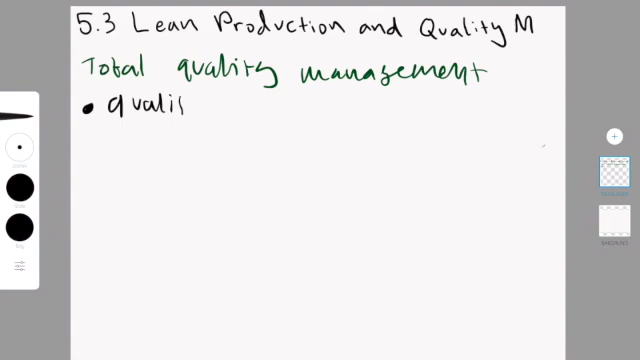 5.3 Lean Production and Quality M
Total quality management
• quali